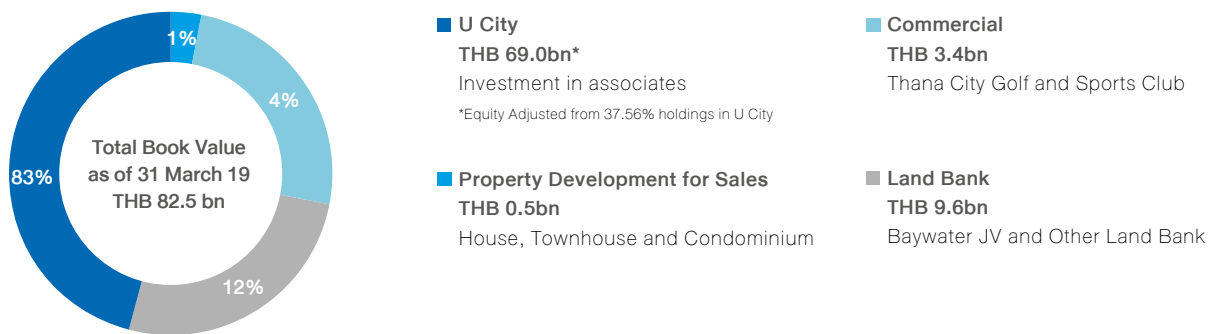 1%
4%
83%
12%
Total Book Value
as of 31 March 19
THB 82.5 bn
U City
THB 69.0bn*
Investment in associates
*Equity Adjusted from 37.56% holdings in U City
Commercial
THB 3.4bn
Thana City Golf and Sports Club
Property Development for Sales
THB 0.5bn
House, Townhouse and Condominium
Land Bank
THB 9.6bn
Baywater JV and Other Land Bank